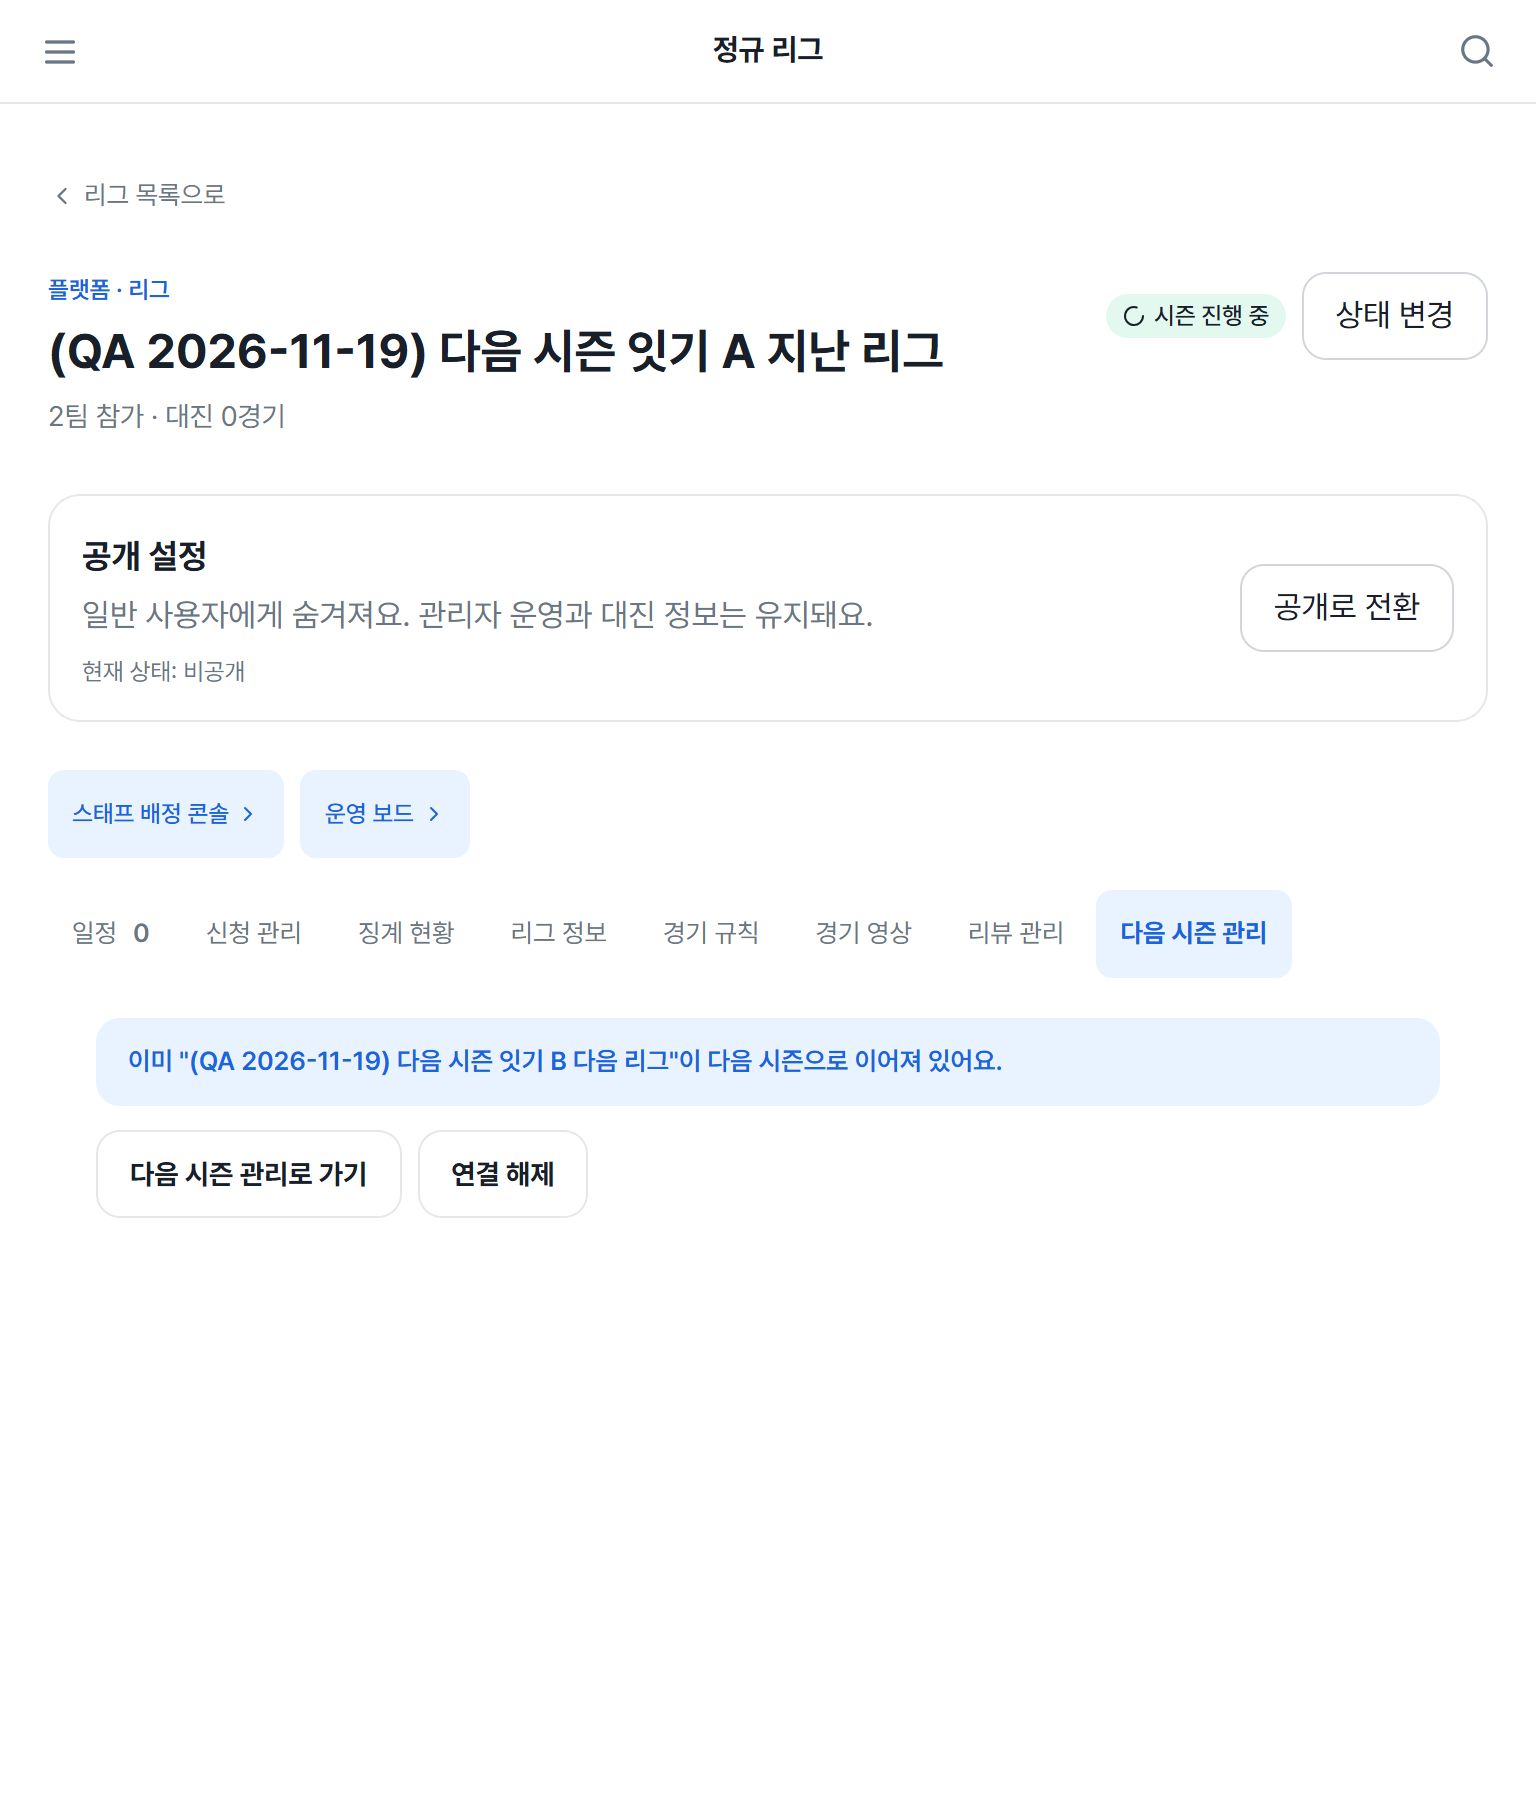 정규 리그
리그 목록으로
플랫폼 · 리그
(QA 2026-11-19) 다음 시즌 잇기 A 지난 리그
2팀 참가 · 대진 0경기
시즌 진행 중
상태 변경
공개 설정
일반 사용자에게 숨겨져요. 관리자 운영과 대진 정보는 유지돼요.
현재 상태: 비공개
공개로 전환
스태프 배정 콘솔
운영 보드
일정 0 신청 관리 징계 현황 리그 정보 경기 규칙 경기 영상 리뷰 관리 다음 시즌 관리
이미 "(QA 2026-11-19) 다음 시즌 잇기 B 다음 리그"이 다음 시즌으로 이어져 있어요.
다음 시즌 관리로 가기
연결 해제